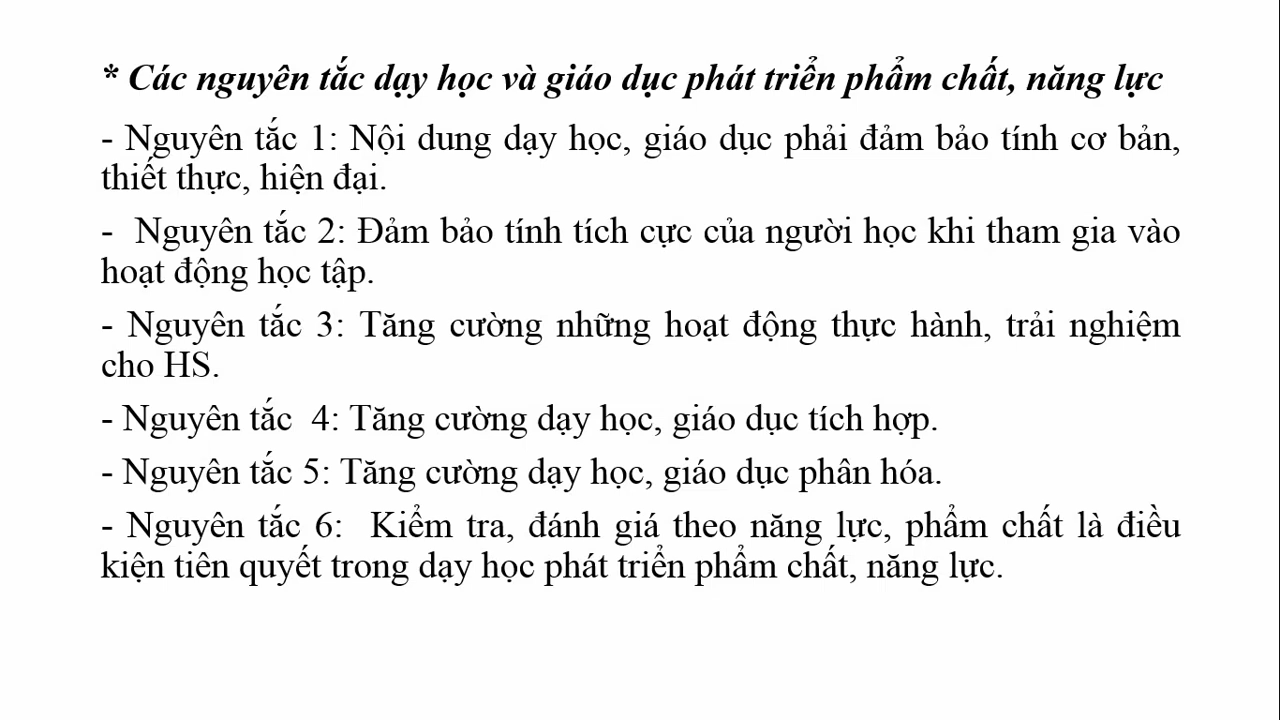 * Các nguyên tắc dạy học và giáo dục phát triển phẩm chất, năng lực
- Nguyên tắc 1: Nội dung dạy học, giáo dục phải đảm bảo tính cơ bản,
thiết thực, hiện đại.
- Nguyên tắc 2: Đảm bảo tính tích cực của người học khi tham gia vào
hoạt động học tập.
- Nguyên tắc 3: Tăng cường những hoạt động thực hành, trải nghiệm
cho HS.
- Nguyên tắc 4: Tăng cường dạy học, giáo dục tích hợp.
- Nguyên tắc 5: Tăng cường dạy học, giáo dục phân hóa.
- Nguyên tắc 6: Kiểm tra, đánh giá theo năng lực, phẩm chất là điều
kiện tiên quyết trong dạy học phát triển phẩm chất, năng lực.